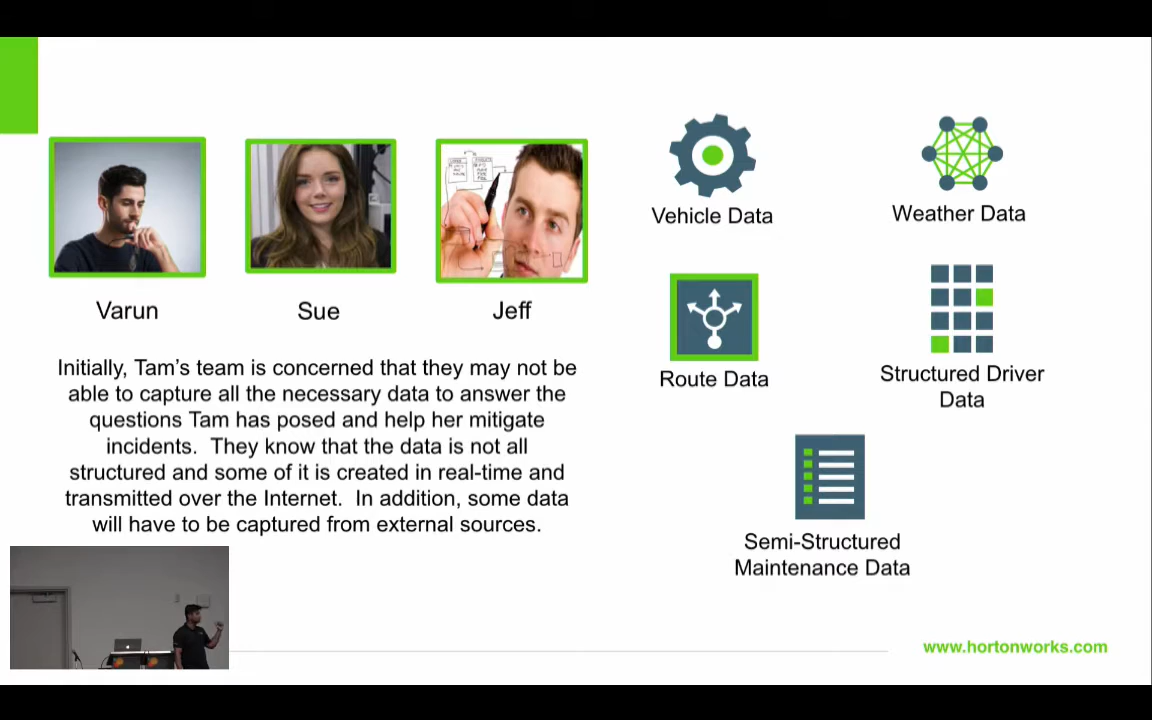 Varun
Sue
Jeff
Initially, Tam's team is concerned that they may not be
able to capture all the necessary data to answer the
questions Tam has posed and help her mitigate
incidents.  They know that the data is not all
structured and some of it is created in real-time and
transmitted over the Internet.  In addition, some data
will have to be captured from external sources.
Vehicle Data
Weather Data
Route Data
Structured Driver
Data
Semi-Structured
Maintenance Data
www.hortonworks.com